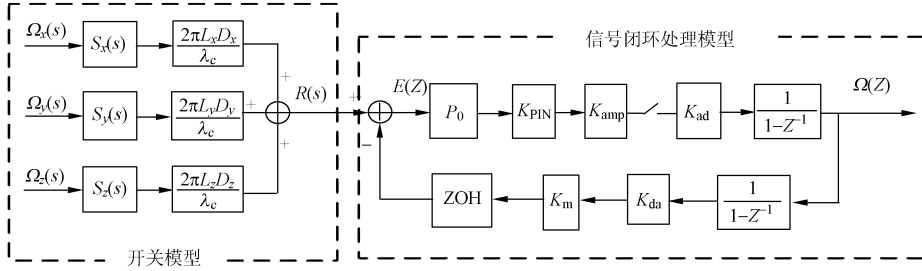 信号闭环处理模型
Ωx(s)
Sx(s)
2πLxDx
λc
+
Ωy(s)
Sy(s)
2πLyDy
λc
+
+
R(s)
Ωz(s)
Sz(s)
2πLzDz
λc
开关模型
+
−
E(Z)
P0
KPIN
Kamp
Kad
1
1−Z⁻¹
Ω(Z)
ZOH
Km
Kda
1
1−Z⁻¹